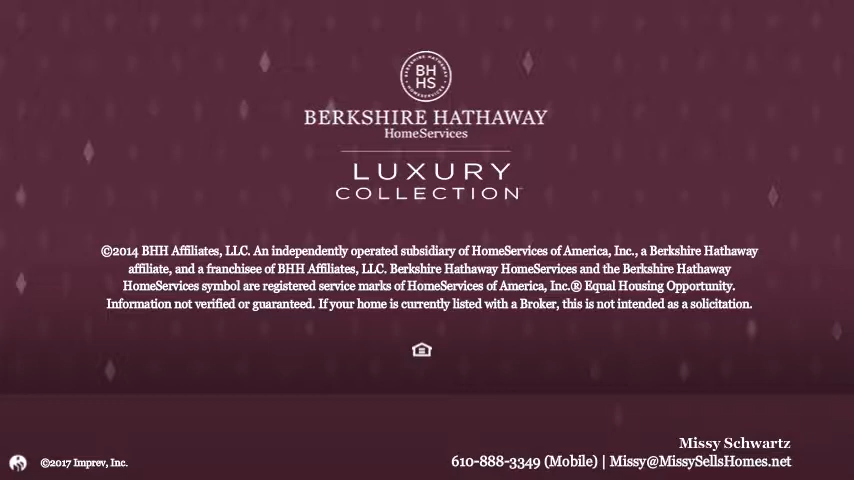 BERKSHIRE HATHAWAY
HOMESERVICES
BH
HS
BERKSHIRE HATHAWAY
HomeServices
LUXURY
COLLECTION
©2014 BHH Affiliates, LLC. An independently operated subsidiary of HomeServices of America, Inc., a Berkshire Hathaway
affiliate, and a franchisee of BHH Affiliates, LLC. Berkshire Hathaway HomeServices and the Berkshire Hathaway
HomeServices symbol are registered service marks of HomeServices of America, Inc.® Equal Housing Opportunity.
Information not verified or guaranteed. If your home is currently listed with a Broker, this is not intended as a solicitation.
Missy Schwartz
©2017 Imprev, Inc.
610-888-3349 (Mobile) | Missy@MissySellsHomes.net